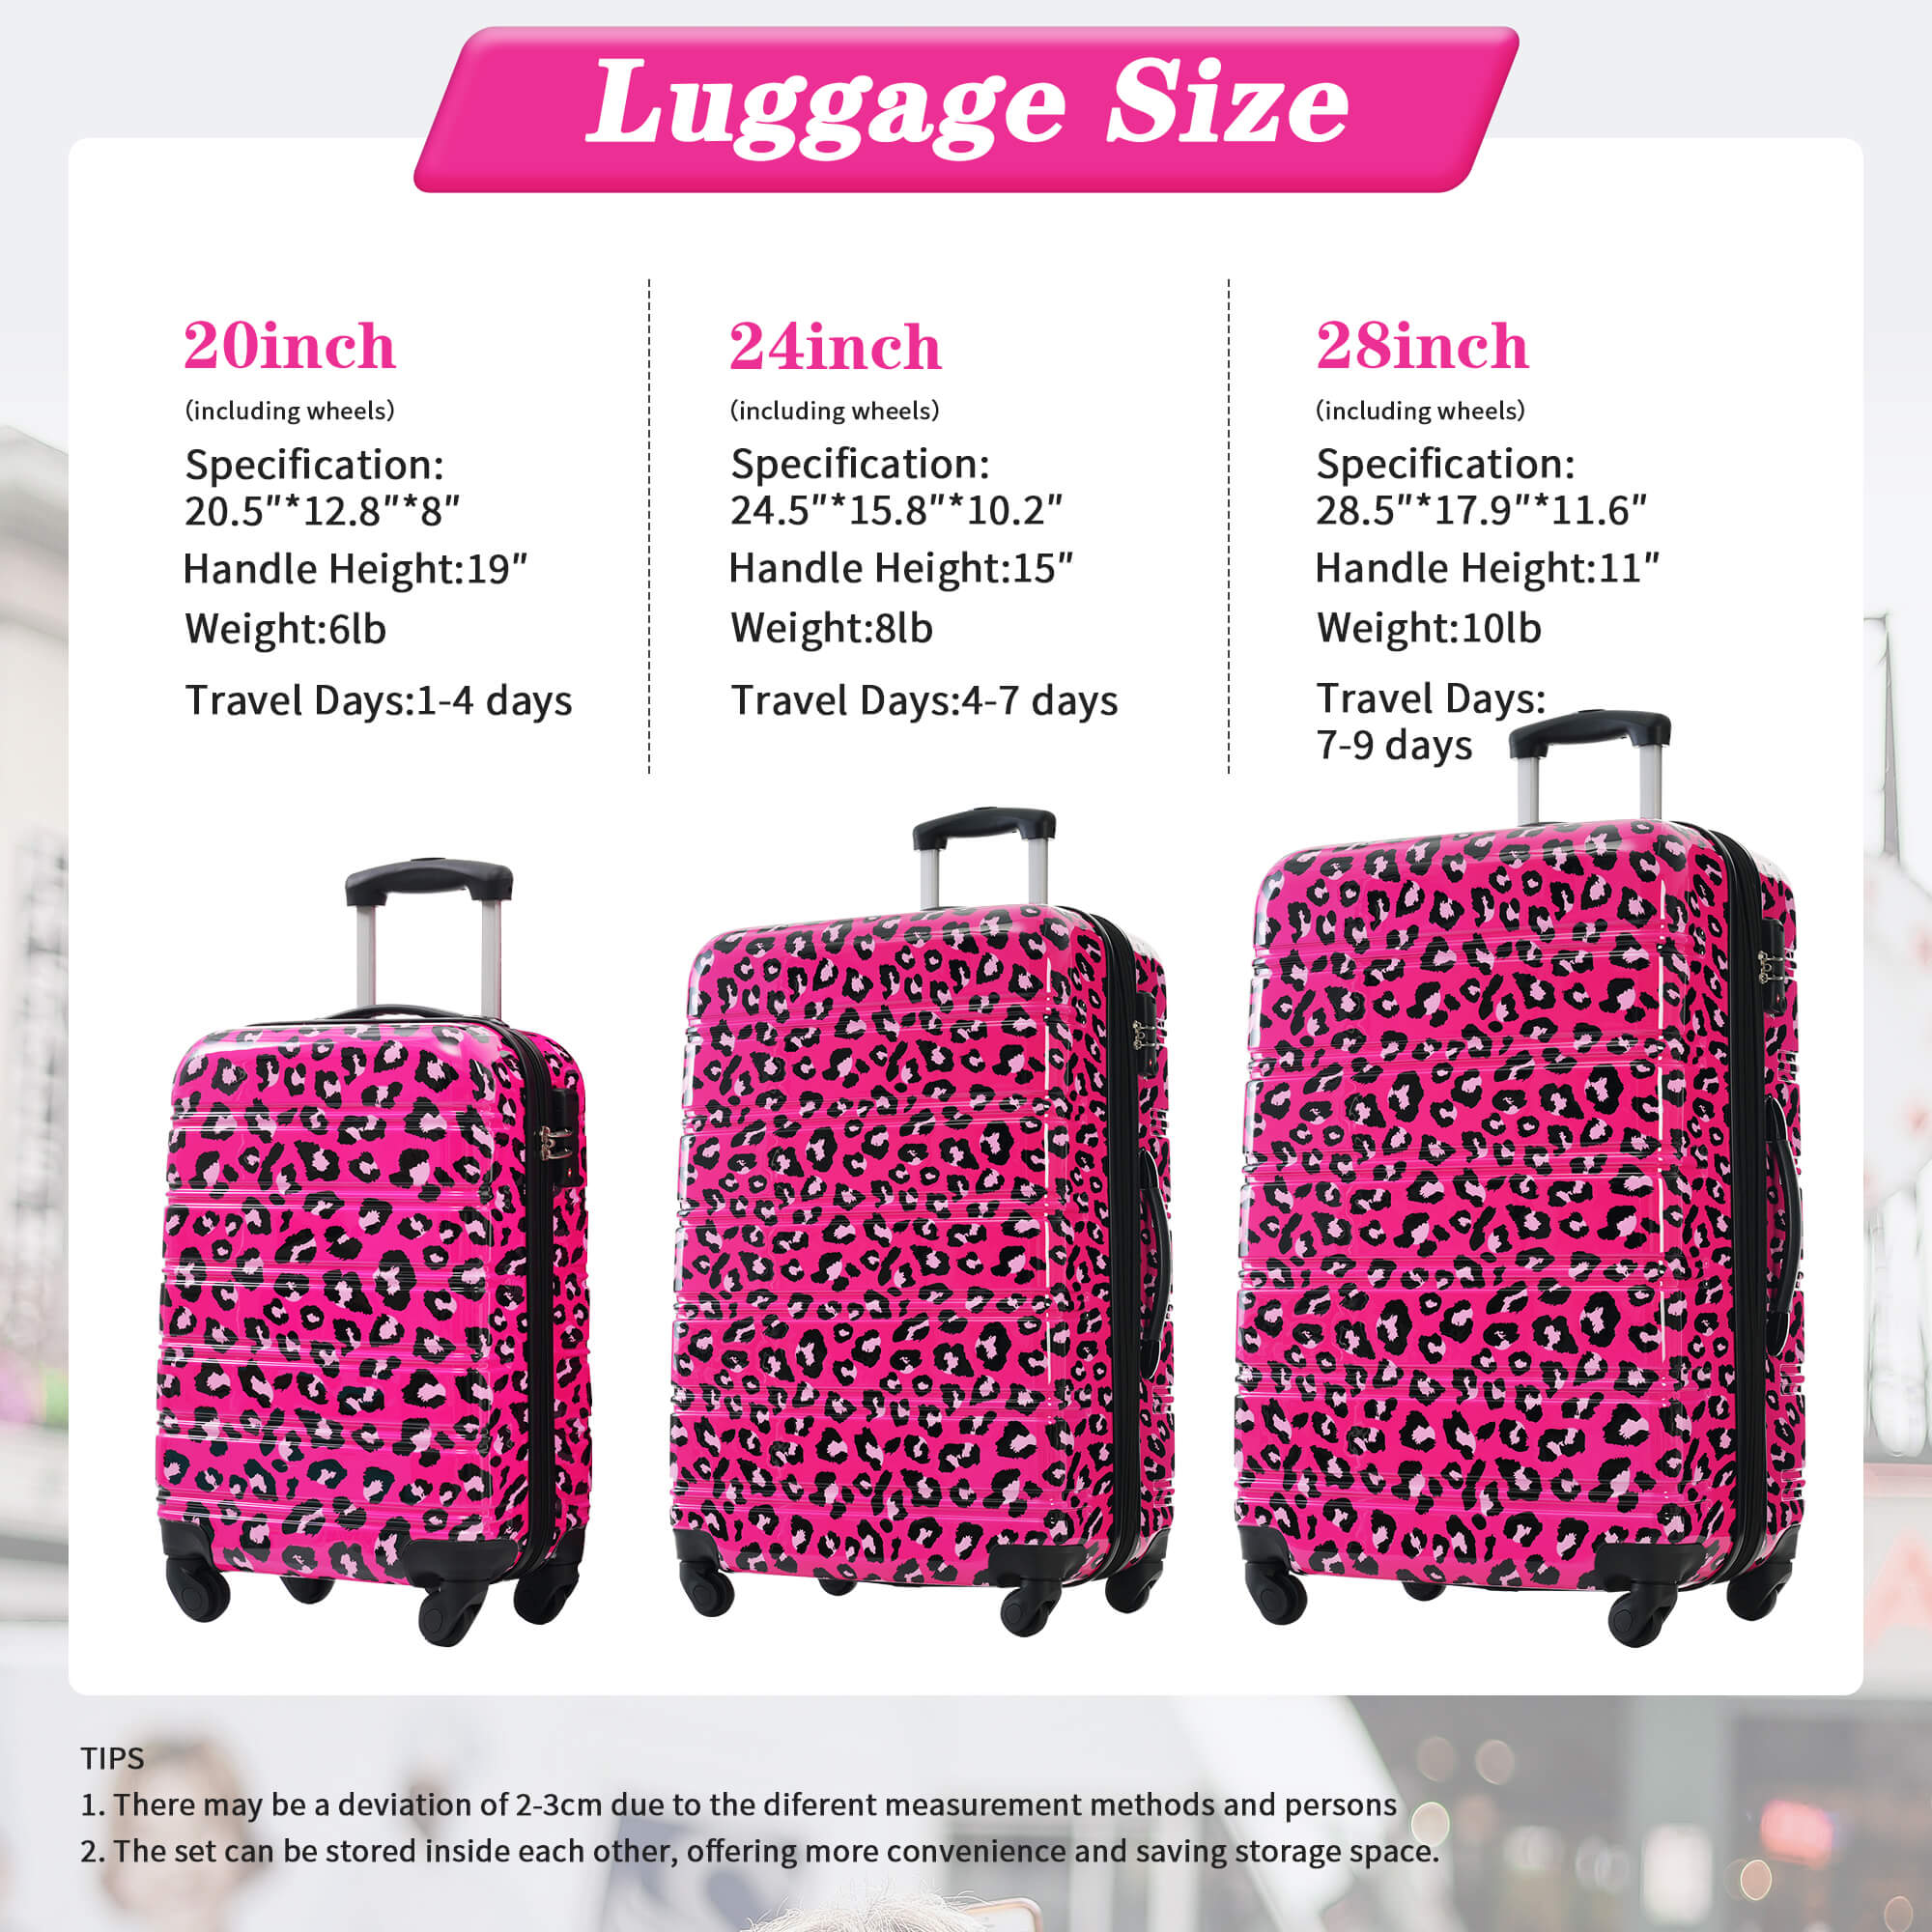 Luggage Size
20inch
(including wheels)
Specification:
20.5"*12.8"*8"
Handle Height:19"
Weight:6lb
Travel Days:1-4 days
24inch
(including wheels)
Specification:
24.5"*15.8"*10.2"
Handle Height:15"
Weight:8lb
Travel Days:4-7 days
28inch
(including wheels)
Specification:
28.5"*17.9"*11.6"
Handle Height:11"
Weight:10lb
Travel Days:
7-9 days
TIPS
1. There may be a deviation of 2-3cm due to the diferent measurement methods and persons
2. The set can be stored inside each other, offering more convenience and saving storage space.